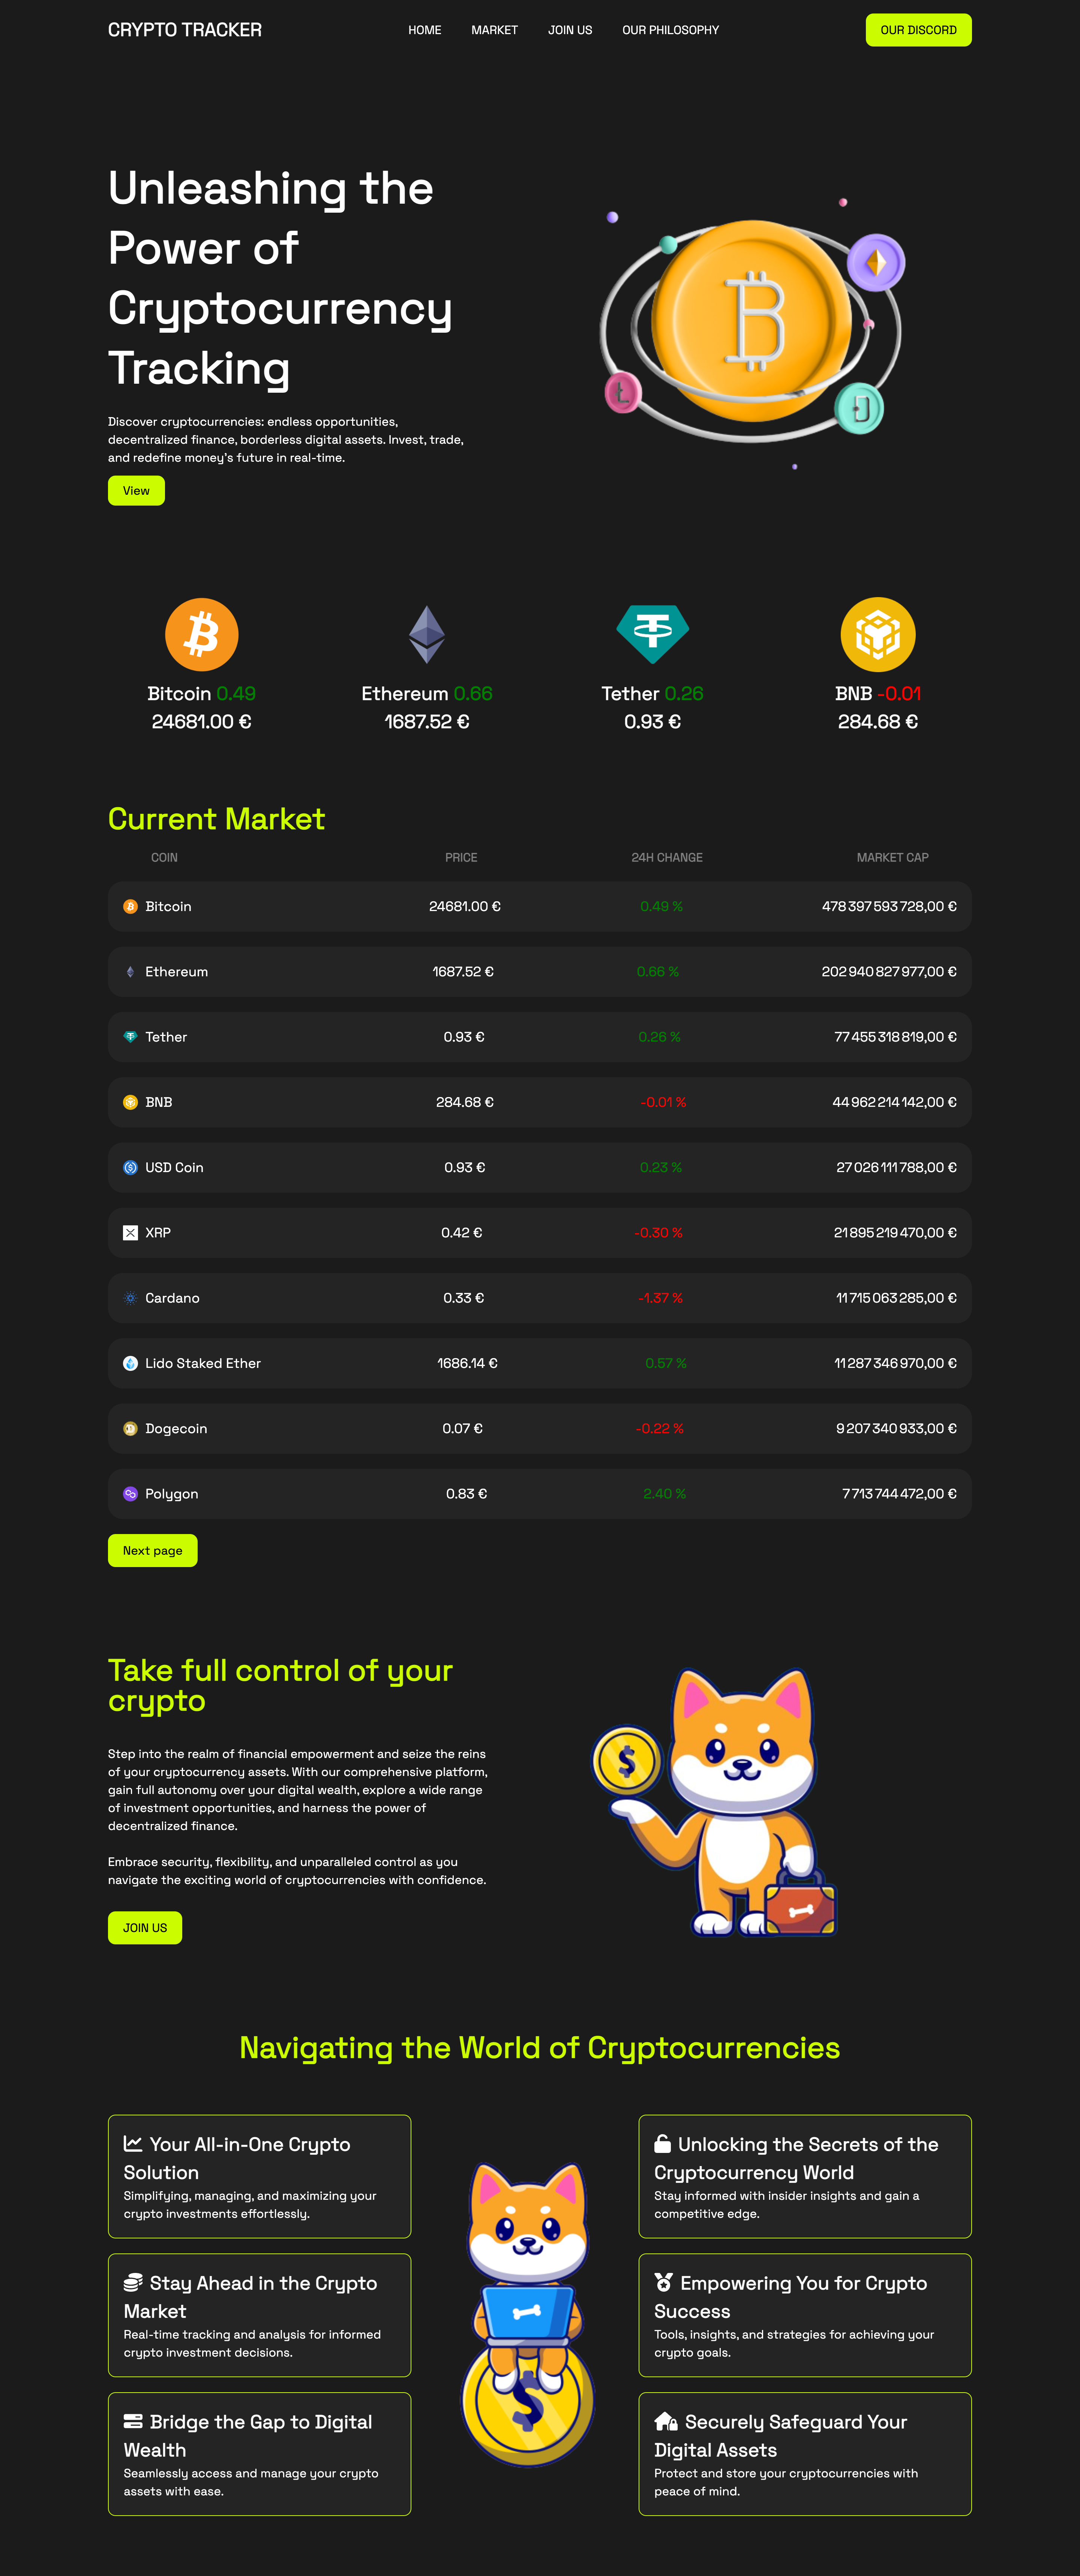 CRYPTO TRACKER
HOME MARKET JOIN US OUR PHILOSOPHY
OUR DISCORD
Unleashing the
Power of
Cryptocurrency
Tracking
Discover cryptocurrencies: endless opportunities,
decentralized finance, borderless digital assets. Invest, trade,
and redefine money's future in real-time.
View
Bitcoin 0.49
24681.00 €
Ethereum 0.66
1687.52 €
Tether 0.26
0.93 €
BNB -0.01
284.68 €
Current Market
COIN PRICE 24H CHANGE MARKET CAP
Bitcoin 24681.00 € 0.49 % 478 397 593 728,00 €
Ethereum 1687.52 € 0.66 % 202 940 827 977,00 €
Tether 0.93 € 0.26 % 77 455 318 819,00 €
BNB 284.68 € -0.01 % 44 962 214 142,00 €
USD Coin 0.93 € 0.23 % 27 026 111 788,00 €
XRP 0.42 € -0.30 % 21 895 219 470,00 €
Cardano 0.33 € -1.37 % 11 715 063 285,00 €
Lido Staked Ether 1686.14 € 0.57 % 11 287 346 970,00 €
Dogecoin 0.07 € -0.22 % 9 207 340 933,00 €
Polygon 0.83 € 2.40 % 7 713 744 472,00 €
Next page
Take full control of your
crypto
Step into the realm of financial empowerment and seize the reins
of your cryptocurrency assets. With our comprehensive platform,
gain full autonomy over your digital wealth, explore a wide range
of investment opportunities, and harness the power of
decentralized finance.
Embrace security, flexibility, and unparalleled control as you
navigate the exciting world of cryptocurrencies with confidence.
JOIN US
Navigating the World of Cryptocurrencies
Your All-in-One Crypto
Solution
Simplifying, managing, and maximizing your
crypto investments effortlessly.
Stay Ahead in the Crypto
Market
Real-time tracking and analysis for informed
crypto investment decisions.
Bridge the Gap to Digital
Wealth
Seamlessly access and manage your crypto
assets with ease.
Unlocking the Secrets of the
Cryptocurrency World
Stay informed with insider insights and gain a
competitive edge.
Empowering You for Crypto
Success
Tools, insights, and strategies for achieving your
crypto goals.
Securely Safeguard Your
Digital Assets
Protect and store your cryptocurrencies with
peace of mind.